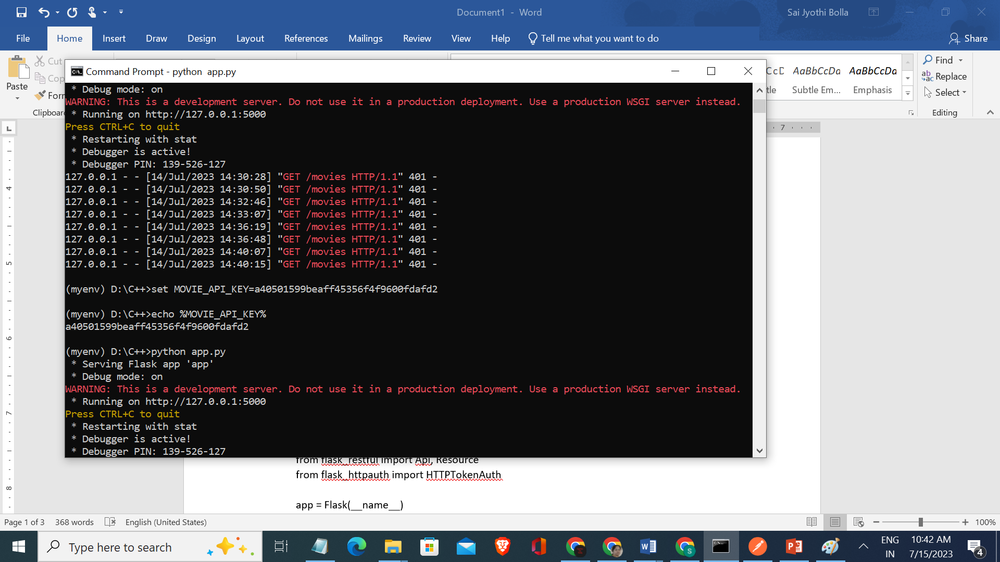 Document1 - Word
Sai Jyothi Bolla
File Home Insert Draw Design Layout References Mailings Review View Help Tell me what you want to do Share
Paste
Cut
Clipboard
Command Prompt - python app.py
AaBbCcDd AaBbCcDd
Subtle Em... Emphasis
Find
Replace
Select
Editing
* Debug mode: on
WARNING: This is a development server. Do not use it in a production deployment. Use a production WSGI server instead.
* Running on http://127.0.0.1:5000
Press CTRL+C to quit
* Restarting with stat
* Debugger is active!
* Debugger PIN: 139-526-127
127.0.0.1 - - [14/Jul/2023 14:30:28] "GET /movies HTTP/1.1" 401 -
127.0.0.1 - - [14/Jul/2023 14:30:50] "GET /movies HTTP/1.1" 401 -
127.0.0.1 - - [14/Jul/2023 14:32:46] "GET /movies HTTP/1.1" 401 -
127.0.0.1 - - [14/Jul/2023 14:33:07] "GET /movies HTTP/1.1" 401 -
127.0.0.1 - - [14/Jul/2023 14:36:19] "GET /movies HTTP/1.1" 401 -
127.0.0.1 - - [14/Jul/2023 14:36:48] "GET /movies HTTP/1.1" 401 -
127.0.0.1 - - [14/Jul/2023 14:40:07] "GET /movies HTTP/1.1" 401 -
127.0.0.1 - - [14/Jul/2023 14:40:15] "GET /movies HTTP/1.1" 401 -
(myenv) D:\C++>set MOVIE_API_KEY=a40501599beaff45356f4f9600fdafd2
(myenv) D:\C++>echo %MOVIE_API_KEY%
a40501599beaff45356f4f9600fdafd2
(myenv) D:\C++>python app.py
* Serving Flask app 'app'
* Debug mode: on
WARNING: This is a development server. Do not use it in a production deployment. Use a production WSGI server instead.
* Running on http://127.0.0.1:5000
Press CTRL+C to quit
* Restarting with stat
* Debugger is active!
* Debugger PIN: 139-526-127
from flask_restful import Api, Resource
from flask_httpauth import HTTPTokenAuth
app = Flask(__name__)
7
4
5
6
7
8
Page 1 of 3 368 words English (United States) 100%
Type here to search
ENG
IN
10:42 AM
7/15/2023
4